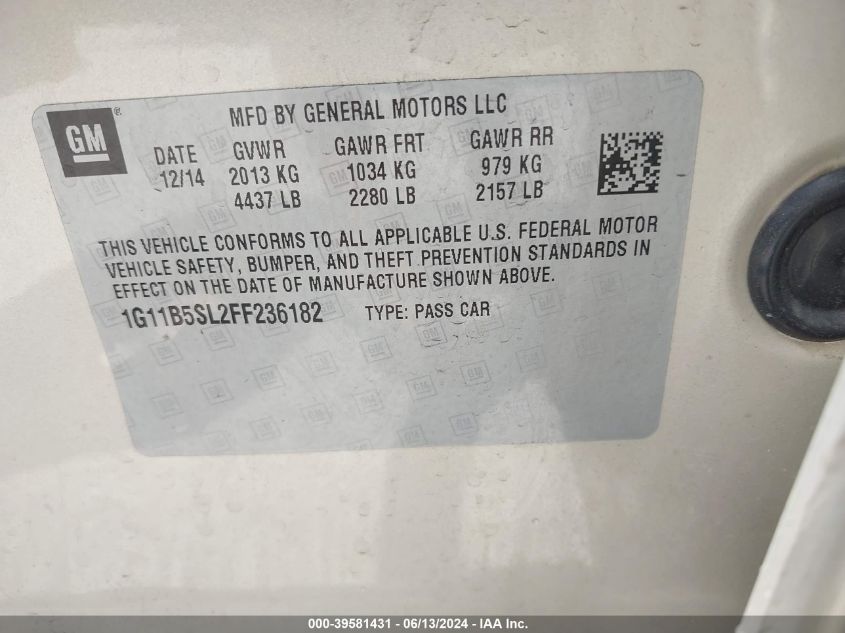 GM
®
MFD BY GENERAL MOTORS LLC
DATE GVWR GAWR FRT GAWR RR
12/14 2013 KG 1034 KG 979 KG
4437 LB 2280 LB 2157 LB
THIS VEHICLE CONFORMS TO ALL APPLICABLE U.S. FEDERAL MOTOR
VEHICLE SAFETY, BUMPER, AND THEFT PREVENTION STANDARDS IN
EFFECT ON THE DATE OF MANUFACTURE SHOWN ABOVE.
1G11B5SL2FF236182 TYPE: PASS CAR
000-39581431 - 06/13/2024 - IAA Inc.